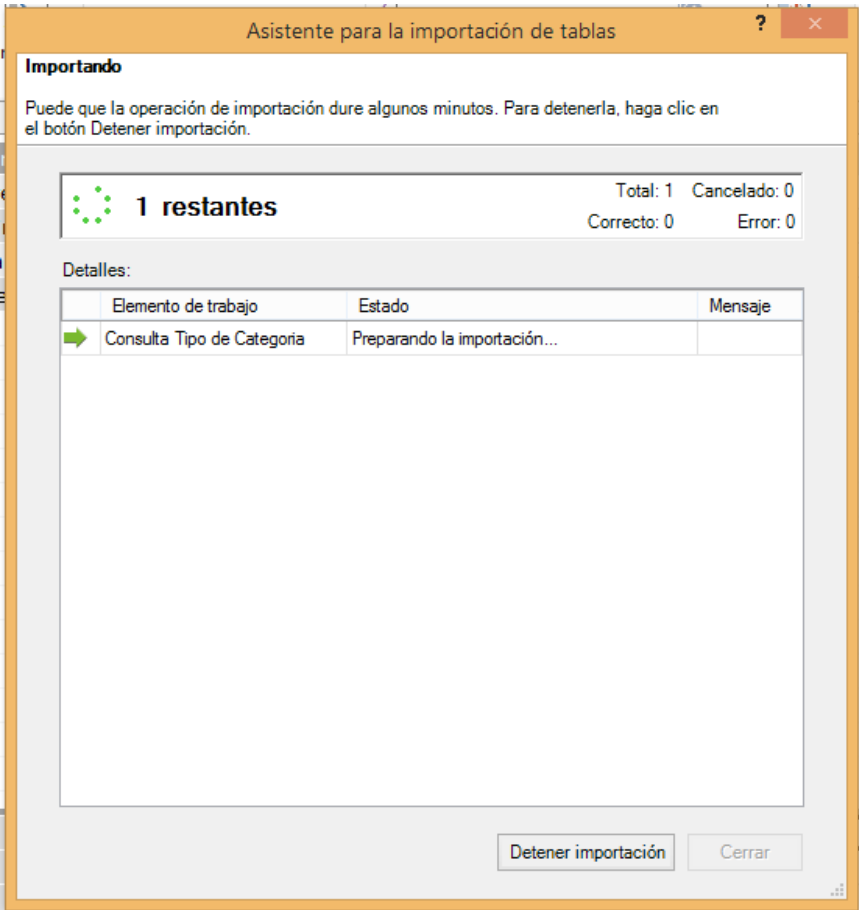 Asistente para la importación de tablas
?
Importando
Puede que la operación de importación dure algunos minutos. Para detenerla, haga clic en
el botón Detener importación.
1 restantes
Total: 1 Cancelado: 0
Correcto: 0 Error: 0
Detalles:
Elemento de trabajo Estado Mensaje
Consulta Tipo de Categoria Preparando la importación...
Detener importación Cerrar